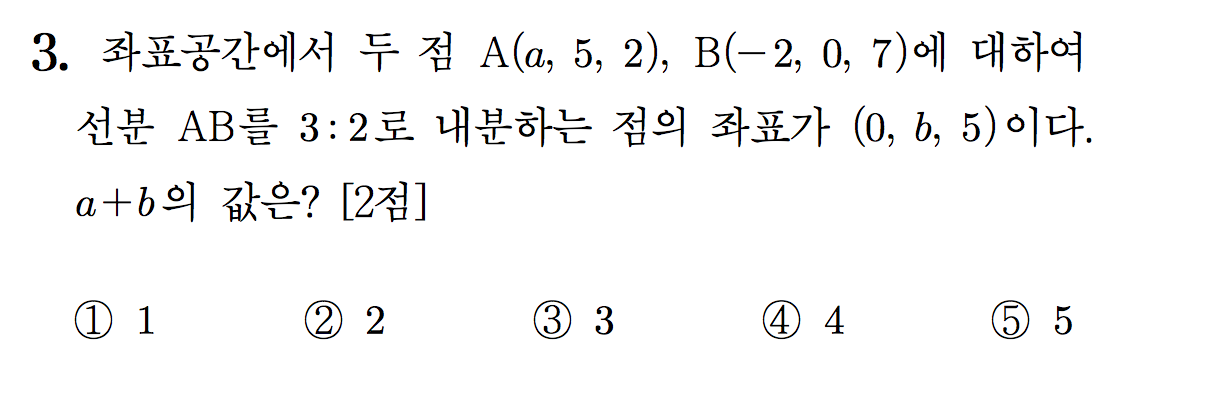 3. 좌표공간에서 두 점 A(a, 5, 2), B(−2, 0, 7)에 대하여
선분 AB를 3:2로 내분하는 점의 좌표가 (0, b, 5)이다.
a+b의 값은? [2점]
① 1 ② 2 ③ 3 ④ 4 ⑤ 5